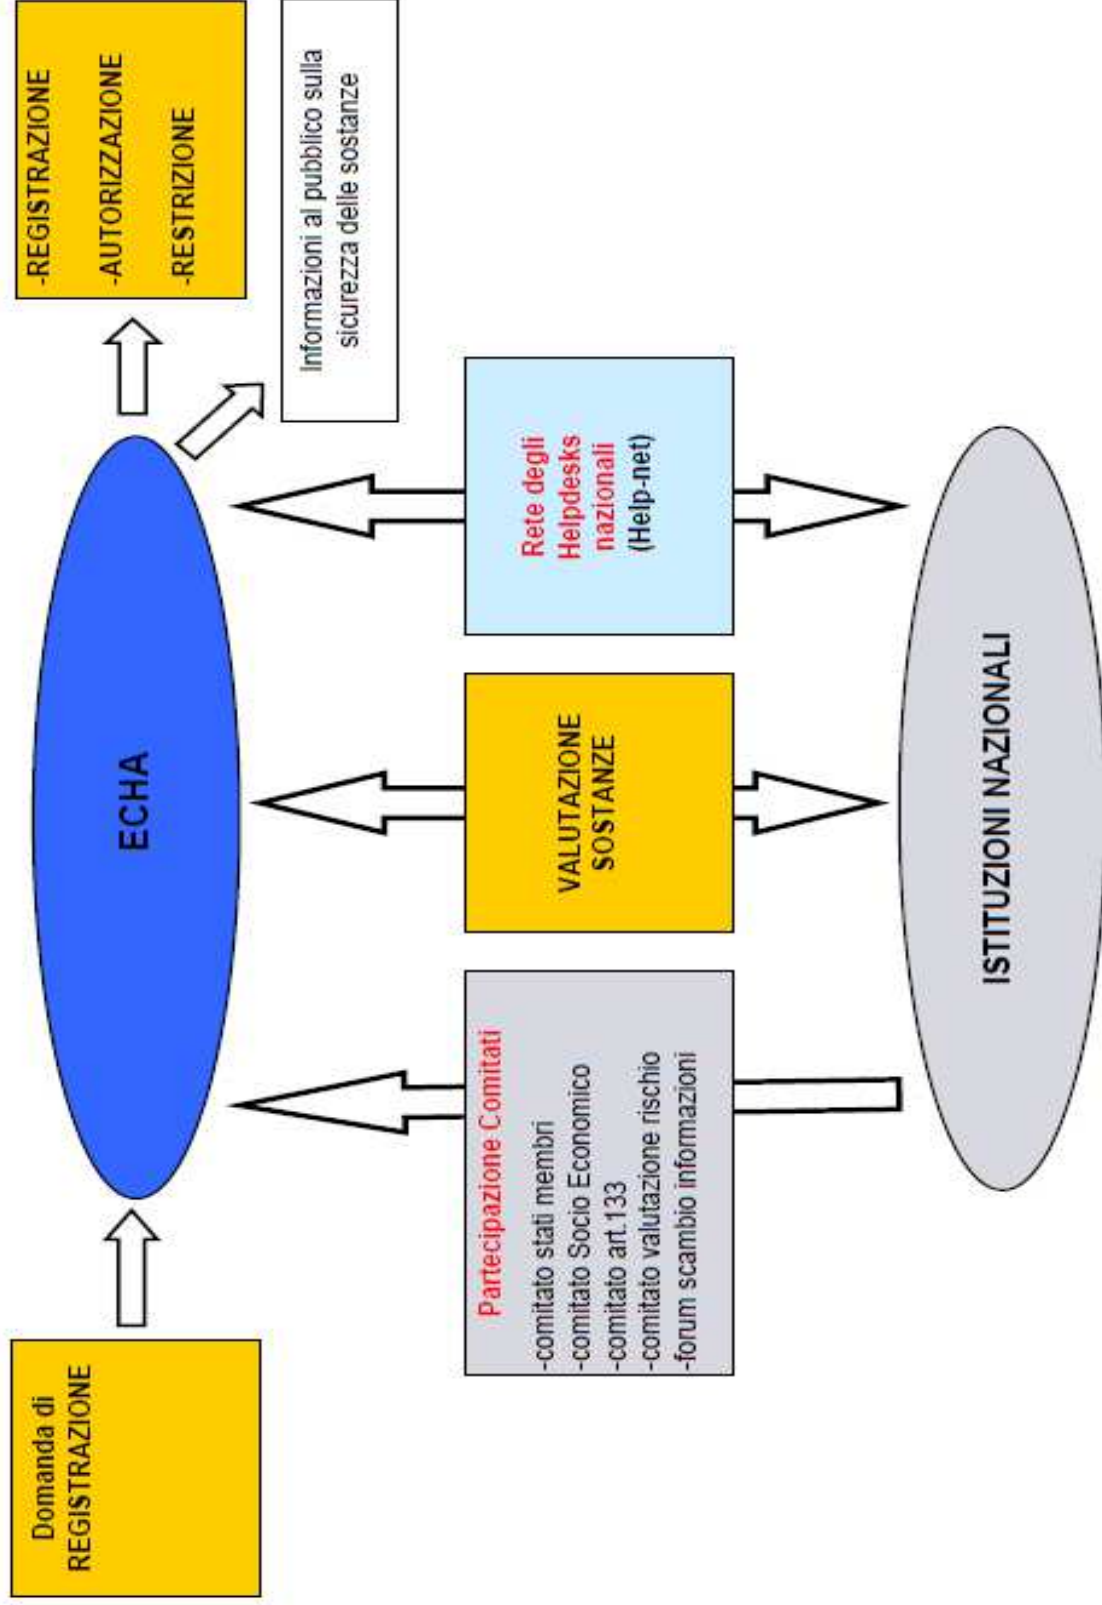 Domanda di
REGISTRAZIONE
ECHA
-REGISTRAZIONE
-AUTORIZZAZIONE
-RESTRIZIONE
Informazioni al pubblico sulla
sicurezza delle sostanze
Partecipazione Comitati
-comitato stati membri
-comitato Socio Economico
-comitato art.133
-comitato valutazione rischio
-forum scambio informazioni
VALUTAZIONE
SOSTANZE
Rete degli
Helpdesks
nazionali
(Help-net)
ISTITUZIONI NAZIONALI